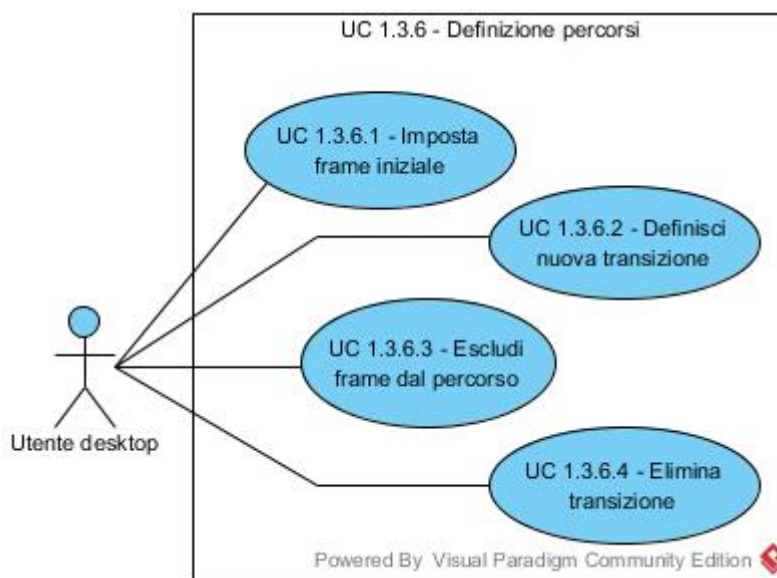 UC 1.3.6 - Definizione percorsi
UC 1.3.6.1 - Imposta
frame iniziale
UC 1.3.6.2 - Definisci
nuova transizione
UC 1.3.6.3 - Escludi
frame dal percorso
Utente desktop
UC 1.3.6.4 - Elimina
transizione
Powered By Visual Paradigm Community Edition